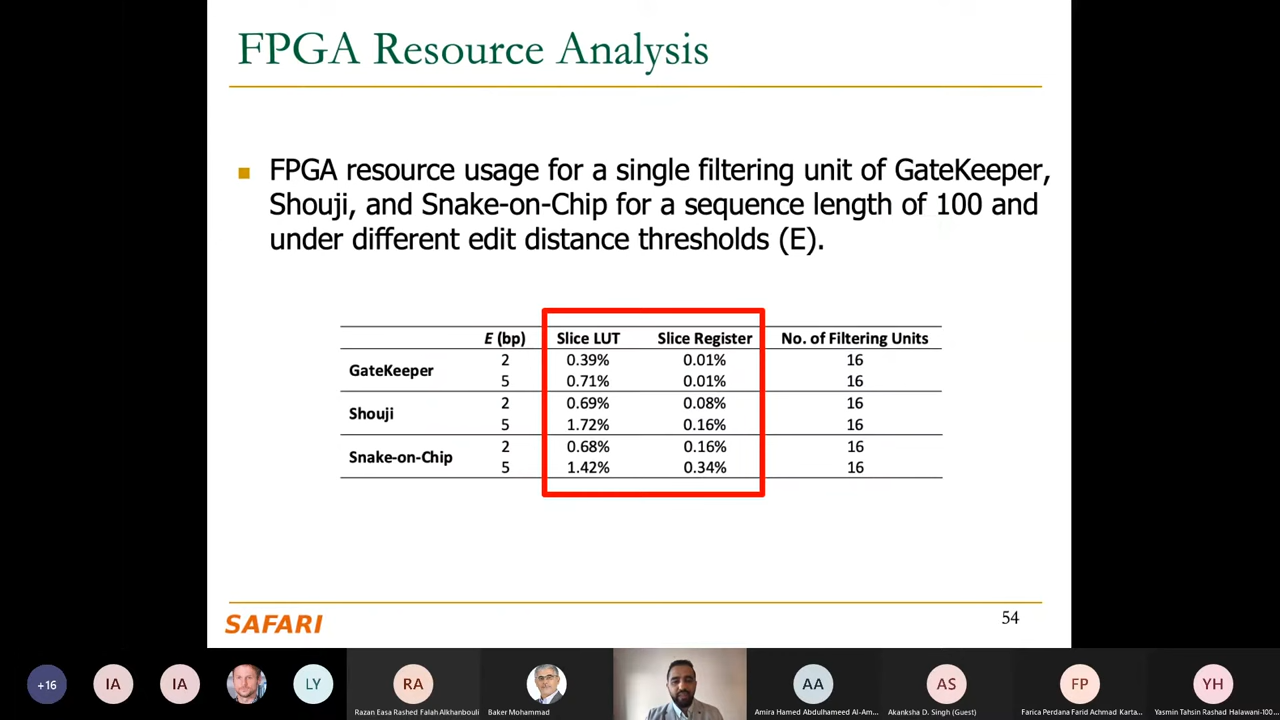 FPGA Resource Analysis
FPGA resource usage for a single filtering unit of GateKeeper,
Shouji, and Snake-on-Chip for a sequence length of 100 and
under different edit distance thresholds (E).
E (bp) Slice LUT Slice Register No. of Filtering Units
GateKeeper 2 0.39% 0.01% 16
5 0.71% 0.01% 16
Shouji 2 0.69% 0.08% 16
5 1.72% 0.16% 16
Snake-on-Chip 2 0.68% 0.16% 16
5 1.42% 0.34% 16
SAFARI
54
+16 IA IA LY RA AA AS FP YH
Razan Easa Rashed Falah Alkhanbouli Baker Mohammad Amira Hamed Abdulhameed Al-Am... Akanksha D. Singh (Guest) Farica Perdana Farid Achmad Karta... Yasmin Tahsin Rashad Halawani-100...